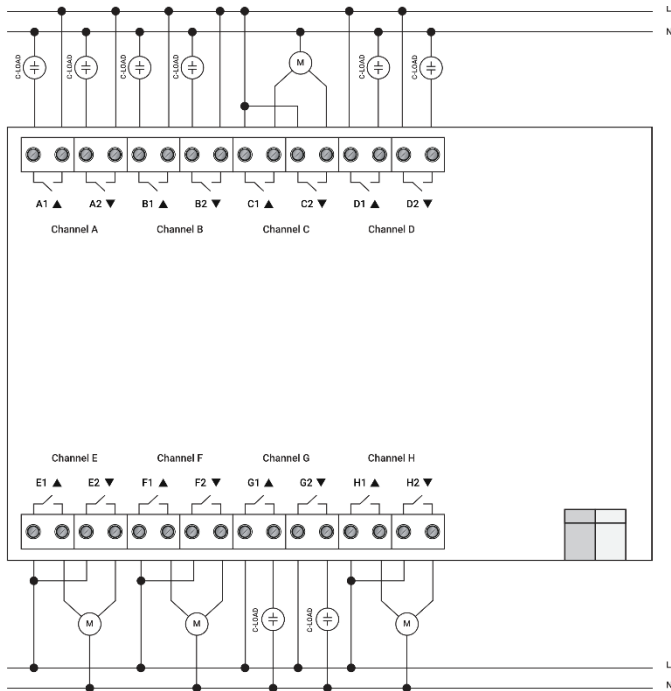 L
N
C-LOAD C-LOAD C-LOAD C-LOAD M C-LOAD C-LOAD
A1 ▲ A2 ▼ B1 ▲ B2 ▼ C1 ▲ C2 ▼ D1 ▲ D2 ▼
Channel A Channel B Channel C Channel D
Channel E Channel F Channel G Channel H
E1 ▲ E2 ▼ F1 ▲ F2 ▼ G1 ▲ G2 ▼ H1 ▲ H2 ▼
M M C-LOAD C-LOAD M
L
N